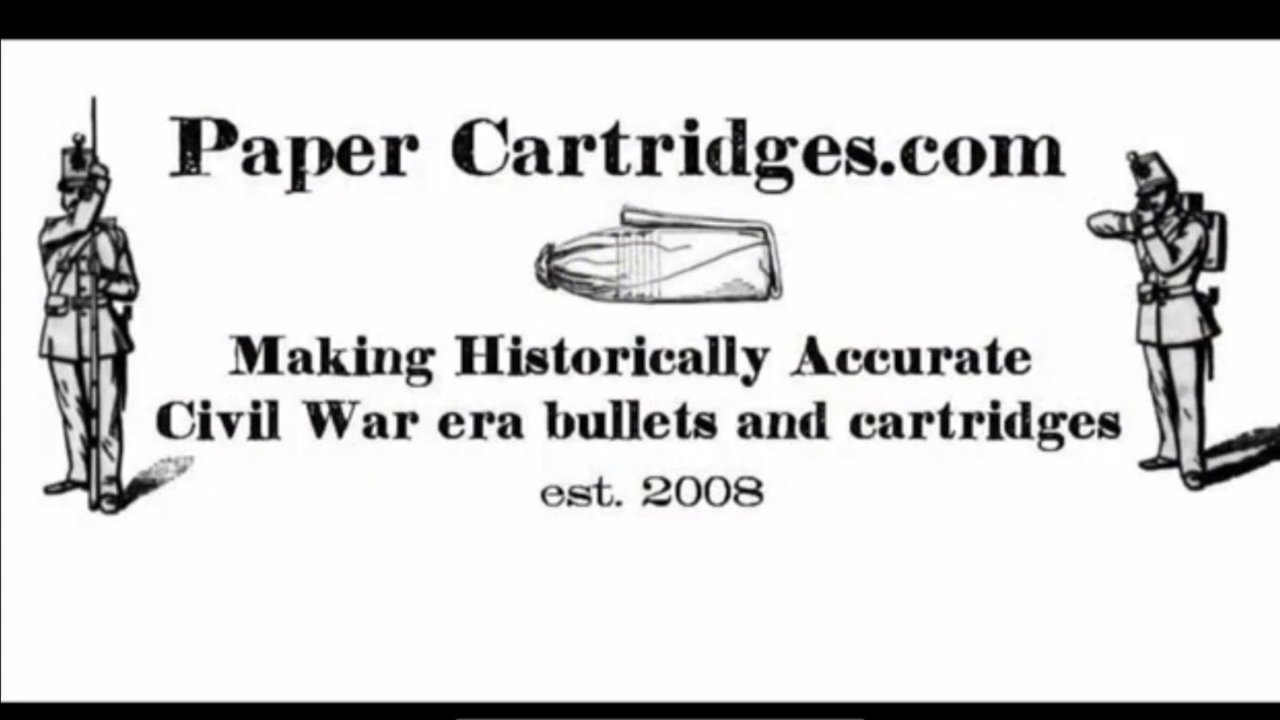 Paper Cartridges.com
Making Historically Accurate
Civil War era bullets and cartridges
est. 2008